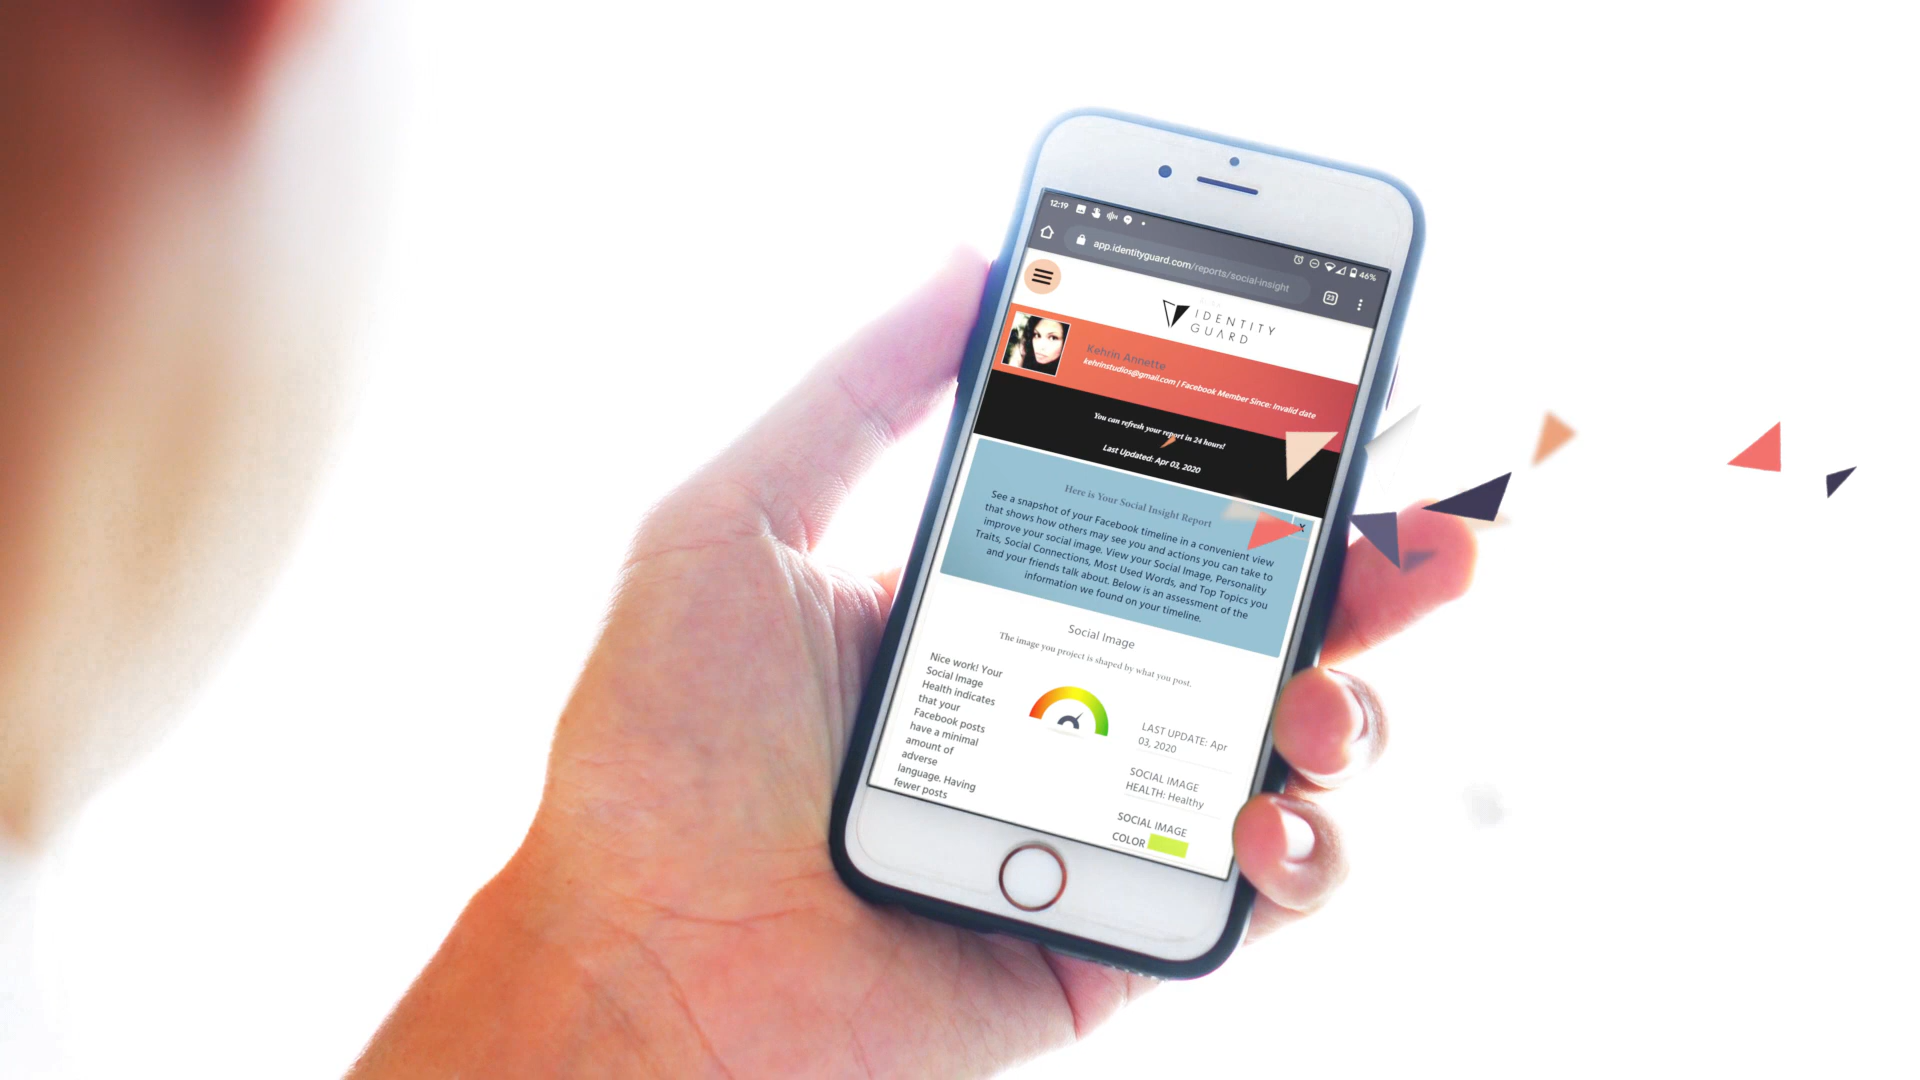 12:19
46%
app.identityguard.com/reports/social-insight
23
IDENTITY
GUARD
Kehrin Annette
kehrinstudios@gmail.com | Facebook Member Since: Invalid date
You can refresh your report in 24 hours!
Last Updated: Apr 03, 2020
X
Here is Your Social Insight Report
See a snapshot of your Facebook timeline in a convenient view
that shows how others may see you and actions you can take to
improve your social image. View your Social Image, Personality
Traits, Social Connections, Most Used Words, and Top Topics you
and your friends talk about. Below is an assessment of the
information we found on your timeline.
Social Image
The image you project is shaped by what you post.
Nice work! Your
Social Image
Health indicates
that your
Facebook posts
have a minimal
amount of
adverse
language. Having
fewer posts
LAST UPDATE: Apr
03, 2020
SOCIAL IMAGE
HEALTH: Healthy
SOCIAL IMAGE
COLOR